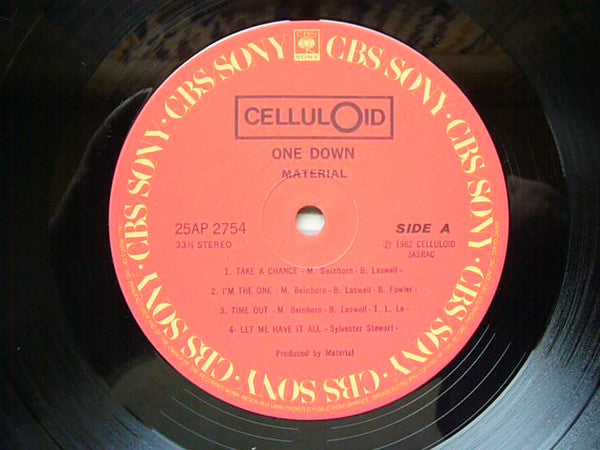 CBS SONY · CBS SONY · CBS SONY · CBS SONY · CBS SONY · CBS SONY ·
CBS
SONY
CELLULOID
ONE DOWN
MATERIAL
25AP 2754
33⅓ STEREO
SIDE A
Ⓟ 1982 CELLULOID
JASRAC
1. TAKE A CHANCE - M. Beinhorn - B. Laswell -
2. I'M THE ONE - M. Beinhorn - B. Laswell - B. Fowler -
3. TIME OUT - M. Beinhorn - B. Laswell - T. L. Le -
4- LET ME HAVE IT ALL - Sylvester Stewart -
Produced by Material